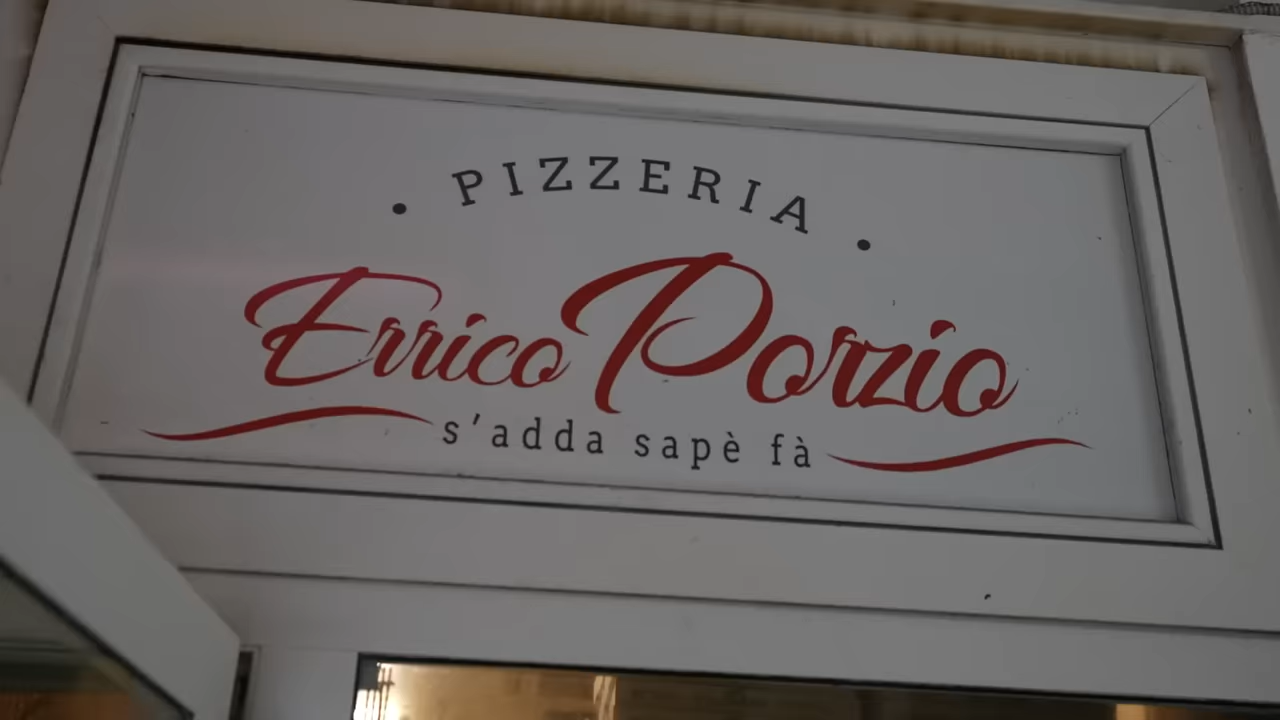 • PIZZERIA •
Errico Porzio
s'adda sapè fà